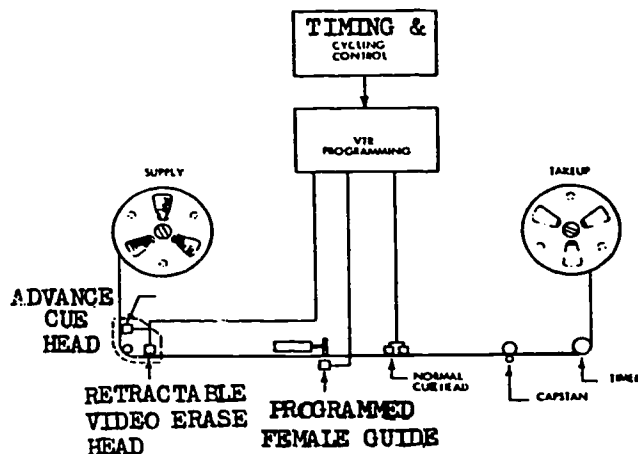 TIMING &
CYCLING
CONTROL
VTR
PROGRAMMING
SUPPLY
TAKEUP
ADVANCE
CUE
HEAD
RETRACTABLE
VIDEO ERASE
HEAD
PROGRAMMED
FEMALE GUIDE
NORMAL
CUE HEAD
CAPSTAN
TIMER